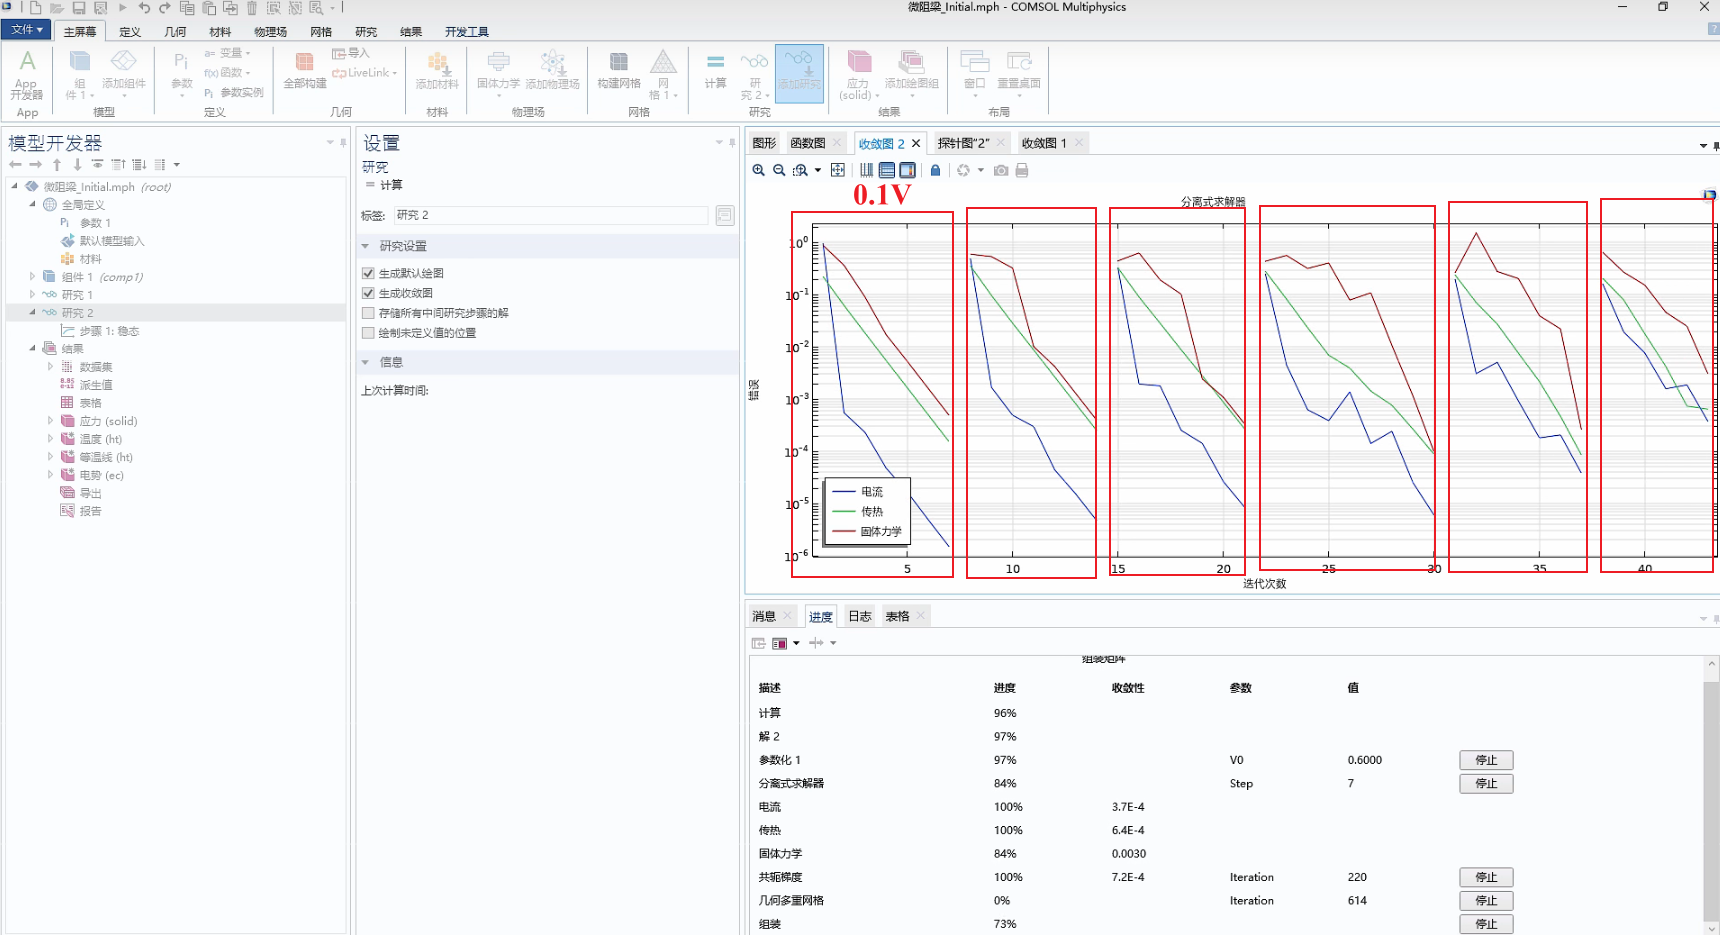 微阻梁_Initial.mph - COMSOL Multiphysics
文件 主屏幕 定义 几何 材料 物理场 网格 研究 结果 开发工具
App 开发器
组件 1
添加组件
参数
a= 变量
f(x) 函数
Pi 参数实例
全部构建
导入
LiveLink
添加材料
固体力学
添加物理场
构建网格
网格 1
计算
研究 2
添加研究
应力 (solid)
添加绘图组
窗口
重置桌面
App 模型 定义 几何 材料 物理场 网格 研究 结果 布局
模型开发器
微阻梁_Initial.mph (root)
全局定义
Pi 参数 1
默认模型输入
材料
组件 1 (comp1)
研究 1
研究 2
步骤 1: 稳态
结果
数据集
8.85 派生值
表格
应力 (solid)
温度 (ht)
等温线 (ht)
电势 (ec)
导出
报告
设置
研究
= 计算
标签: 研究 2
研究设置
生成默认绘图
生成收敛图
存储所有中间研究步骤的解
绘制未定义值的位置
信息
上次计算时间:
图形 函数图 收敛图 2 探针图"2" 收敛图 1
0.1V
分离式求解器
错误
10⁰
10⁻¹
10⁻²
10⁻³
10⁻⁴
10⁻⁵
10⁻⁶
电流
传热
固体力学
5 10 15 20 25 30 35 40
迭代次数
消息 进度 日志 表格
组装矩阵
描述 进度 收敛性 参数 值
计算 96%
解 2 97%
参数化 1 97% V0 0.6000 停止
分离式求解器 84% Step 7 停止
电流 100% 3.7E-4
传热 100% 6.4E-4
固体力学 84% 0.0030
共轭梯度 100% 7.2E-4 Iteration 220 停止
几何多重网格 0% Iteration 614 停止
组装 73% 停止